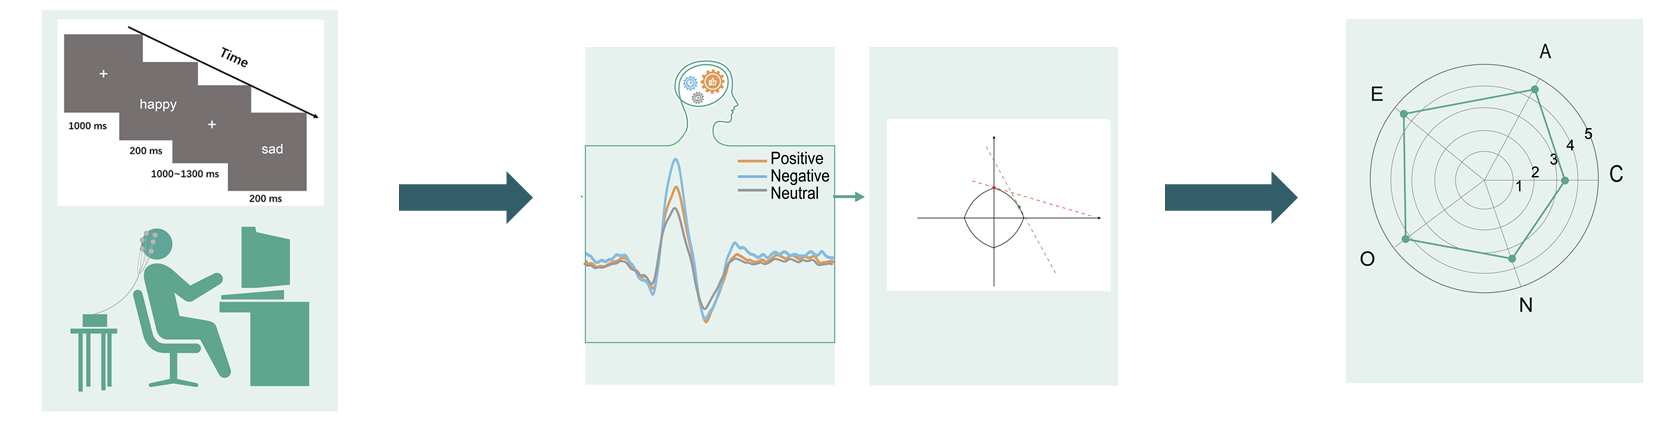 Time
+
happy
1000 ms
+
200 ms
sad
1000~1300 ms
200 ms
Positive
Negative
Neutral
A
E
5
4
3
2
1
C
O
N